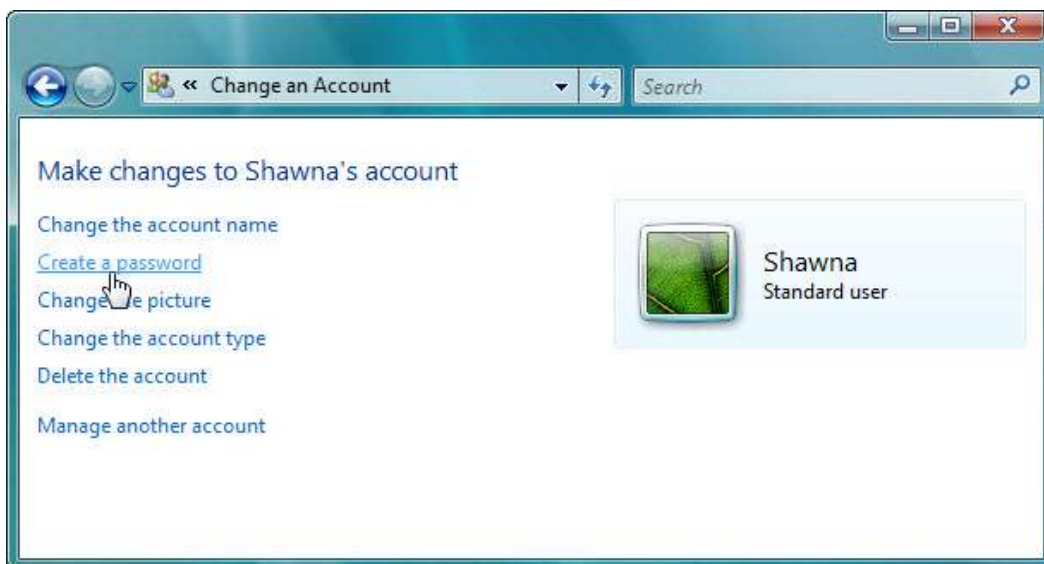 « Change an Account
Search
Make changes to Shawna's account
Change the account name
Create a password
Change picture
Change the account type
Delete the account
Manage another account
Shawna
Standard user